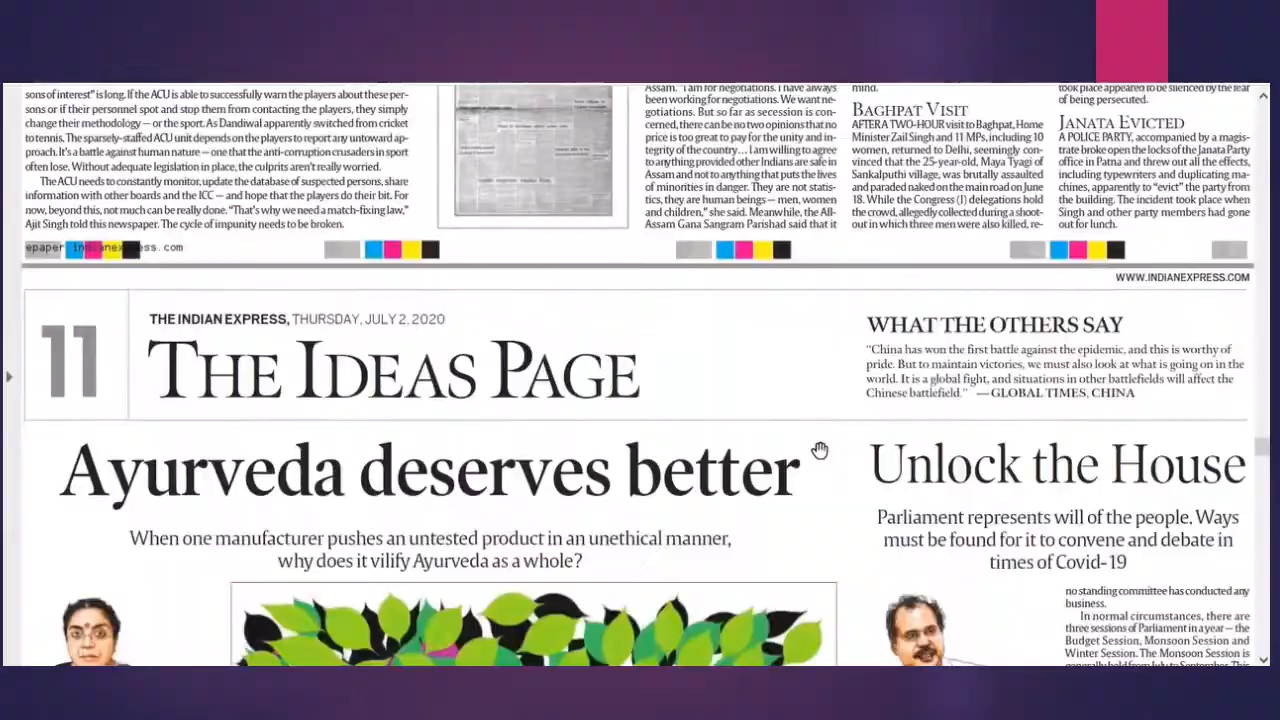 sons of interest" is long. If the ACU is able to successfully warn the players about these per-
sons or if their personnel spot and stop them from contacting the players, they simply
change their methodology — or the sport. As Dandiwal apparently switched from cricket
to tennis. The sparsely-staffed ACU unit depends on the players to report any untoward ap-
proach. It's a battle against human nature — one that the anti-corruption crusaders in sport
often lose. Without adequate legislation in place, the culprits aren't really worried.
The ACU needs to constantly monitor, update the database of suspected persons, share
information with other boards and the ICC — and hope that the players do their bit. For
now, beyond this, not much can be really done. "That's why we need a match-fixing law,"
Ajit Singh told this newspaper. The cycle of impunity needs to be broken.
Assam. "I am for negotiations. I have always
been working for negotiations. We want ne-
gotiations. But so far as secession is con-
cerned, there can be no two opinions that no
price is too great to pay for the unity and in-
tegrity of the country... I am willing to agree
to anything provided other Indians are safe in
Assam and not to anything that puts the lives
of minorities in danger. They are not statis-
tics, they are human beings — men, women
and children," she said. Meanwhile, the All-
Assam Gana Sangram Parishad said that it
mind.
BAGHPAT VISIT
AFTER A TWO-HOUR visit to Baghpat, Home
Minister Zail Singh and 11 MPs, including 10
women, returned to Delhi, seemingly con-
vinced that the 25-year-old, Maya Tyagi of
Sankalputhi village, was brutally assaulted
and paraded naked on the main road on June
18. While the Congress (I) delegations hold
the crowd, allegedly collected during a shoot-
out in which three men were also killed, re-
took place appeared to be silenced by the fear
of being persecuted.
JANATA EVICTED
A POLICE PARTY, accompanied by a magis-
trate broke open the locks of the Janata Party
office in Patna and threw out all the effects,
including typewriters and duplicating ma-
chines, apparently to "evict" the party from
the building. The incident took place when
Singh and other party members had gone
out for lunch.
epaper.indianexpress.com
WWW.INDIANEXPRESS.COM
11
THE INDIAN EXPRESS, THURSDAY, JULY 2, 2020
THE IDEAS PAGE
WHAT THE OTHERS SAY
"China has won the first battle against the epidemic, and this is worthy of
pride. But to maintain victories, we must also look at what is going on in the
world. It is a global fight, and situations in other battlefields will affect the
Chinese battlefield." — GLOBAL TIMES, CHINA
Ayurveda deserves better
When one manufacturer pushes an untested product in an unethical manner,
why does it vilify Ayurveda as a whole?
Unlock the House
Parliament represents will of the people. Ways
must be found for it to convene and debate in
times of Covid-19
no standing committee has conducted any
business.
In normal circumstances, there are
three sessions of Parliament in a year — the
Budget Session, Monsoon Session and
Winter Session. The Monsoon Session is
generally held from July to September. This